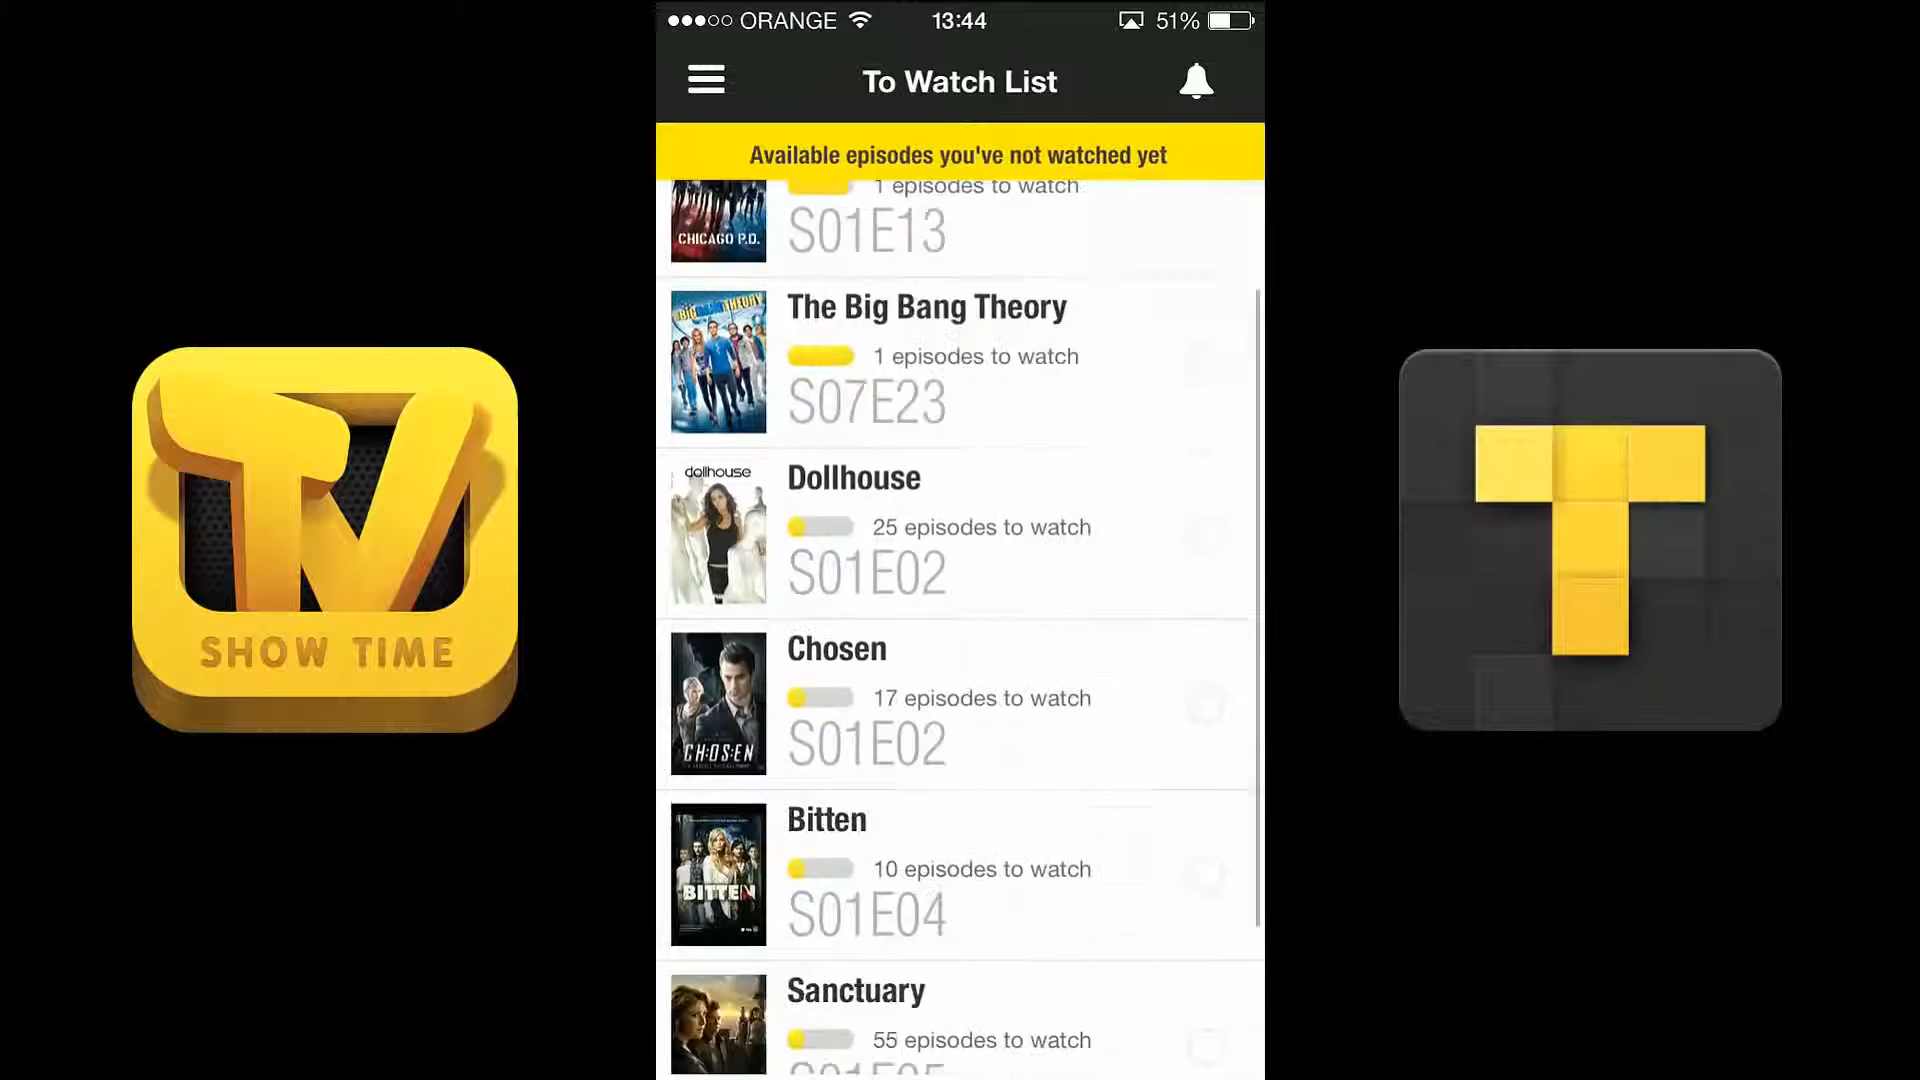 ORANGE 13:44 51%
To Watch List
Available episodes you've not watched yet
1 episodes to watch
CHICAGO P.D.
S01E13
The Big Bang Theory
1 episodes to watch
S07E23
dollhouse
Dollhouse
25 episodes to watch
S01E02
Chosen
17 episodes to watch
CHOSEN
S01E02
Bitten
10 episodes to watch
BITTEN
S01E04
Sanctuary
55 episodes to watch
TV
SHOW TIME
T